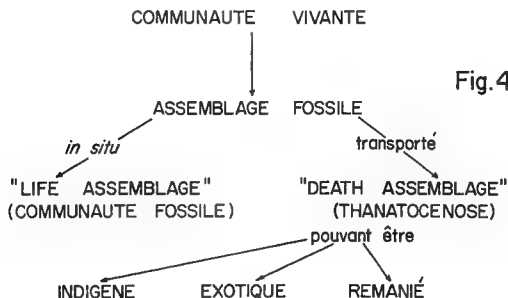 COMMUNAUTE VIVANTE
Fig.4
ASSEMBLAGE FOSSILE
in situ
transporté
"LIFE ASSEMBLAGE"
(COMMUNAUTE FOSSILE)
"DEATH ASSEMBLAGE"
(THANATOCENOSE)
pouvant être
INDIGENE EXOTIQUE REMANIÉ